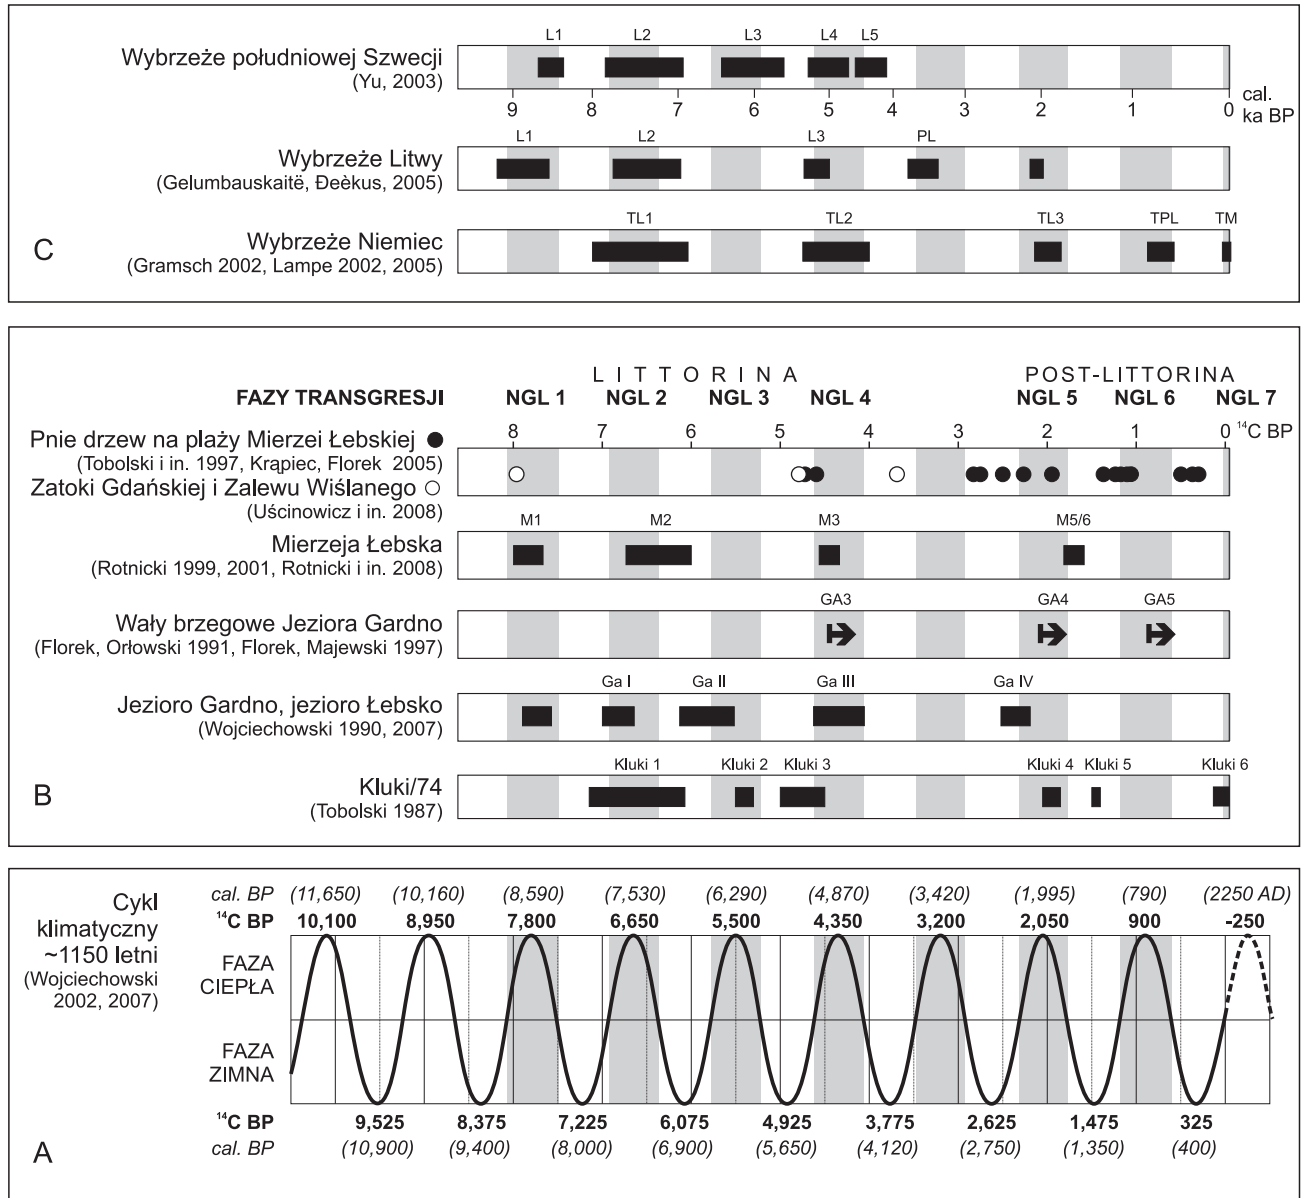 L1 L2 L3 L4 L5
Wybrzeże południowej Szwecji
(Yu, 2003)
9 8 7 6 5 4 3 2 1 0 cal.
ka BP
L1 L2 L3 PL
Wybrzeże Litwy
(Gelumbauskaitë, Đeèkus, 2005)
TL1 TL2 TL3 TPL TM
Wybrzeże Niemiec
(Gramsch 2002, Lampe 2002, 2005)
C
LITTORINA POST-LITTORINA
FAZY TRANSGRESJI NGL 1 NGL 2 NGL 3 NGL 4 NGL 5 NGL 6 NGL 7
8 7 6 5 4 3 2 1 0 ¹⁴C BP
Pnie drzew na plaży Mierzei Łebskiej
(Tobolski i in. 1997, Krąpiec, Florek 2005)
Zatoki Gdańskiej i Zalewu Wiślanego
(Uścinowicz i in. 2008)
M1 M2 M3 M5/6
Mierzeja Łebska
(Rotnicki 1999, 2001, Rotnicki i in. 2008)
GA3 GA4 GA5
Wały brzegowe Jeziora Gardno
(Florek, Orłowski 1991, Florek, Majewski 1997)
Ga I Ga II Ga III Ga IV
Jezioro Gardno, jezioro Łebsko
(Wojciechowski 1990, 2007)
Kluki 1 Kluki 2 Kluki 3 Kluki 4 Kluki 5 Kluki 6
Kluki/74
(Tobolski 1987)
B
Cykl
klimatyczny
~1150 letni
(Wojciechowski
2002, 2007)
cal. BP (11,650) (10,160) (8,590) (7,530) (6,290) (4,870) (3,420) (1,995) (790) (2250 AD)
¹⁴C BP 10,100 8,950 7,800 6,650 5,500 4,350 3,200 2,050 900 -250
FAZA
CIEPŁA
FAZA
ZIMNA
¹⁴C BP 9,525 8,375 7,225 6,075 4,925 3,775 2,625 1,475 325
cal. BP (10,900) (9,400) (8,000) (6,900) (5,650) (4,120) (2,750) (1,350) (400)
A